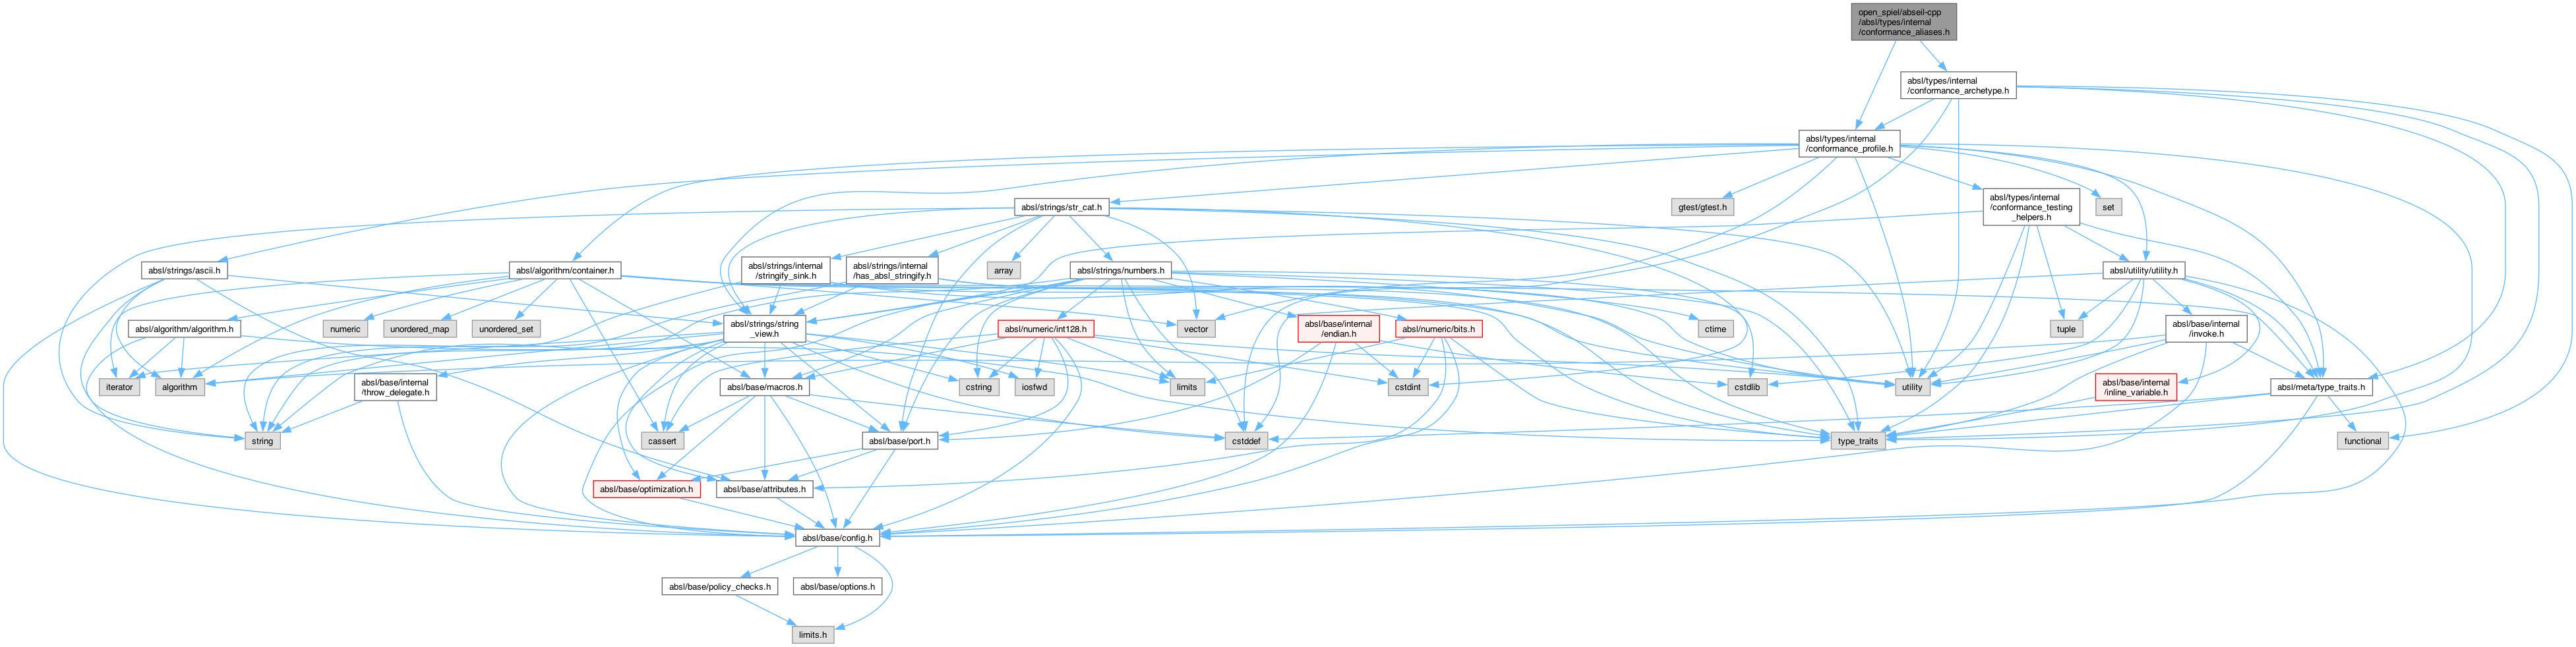 open_spiel/abseil-cpp
/absl/types/internal
/conformance_aliases.h
absl/types/internal
/conformance_archetype.h
absl/types/internal
/conformance_profile.h
absl/strings/str_cat.h
gtest/gtest.h
absl/types/internal
/conformance_testing
_helpers.h
set
absl/strings/ascii.h
absl/algorithm/container.h
absl/strings/internal
/stringify_sink.h
absl/strings/internal
/has_absl_stringify.h
array
absl/strings/numbers.h
absl/utility/utility.h
absl/algorithm/algorithm.h
numeric
unordered_map
unordered_set
absl/strings/string
_view.h
absl/numeric/int128.h
vector
absl/base/internal
/endian.h
absl/numeric/bits.h
ctime
tuple
absl/base/internal
/invoke.h
iterator
algorithm
absl/base/internal
/throw_delegate.h
absl/base/macros.h
cstring
iosfwd
limits
cstdint
cstdlib
utility
absl/base/internal
/inline_variable.h
absl/meta/type_traits.h
string
cassert
absl/base/port.h
cstddef
type_traits
functional
absl/base/optimization.h
absl/base/attributes.h
absl/base/config.h
absl/base/policy_checks.h
absl/base/options.h
limits.h